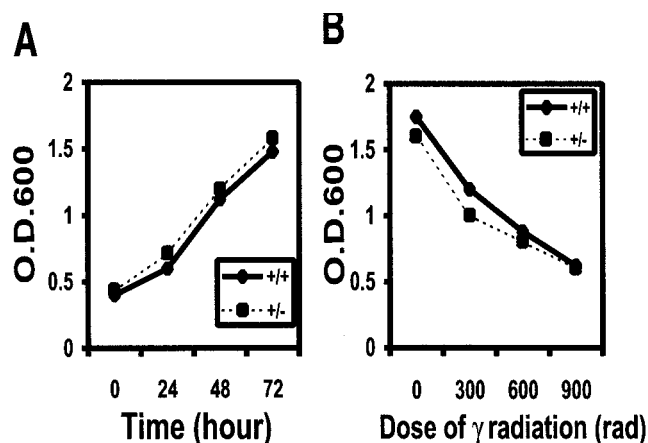 A
O.D.600
2
1.5
1
0.5
0
+/+
+/-
0 24 48 72
Time (hour)
B
O.D.600
2
1.5
1
0.5
0
+/+
+/-
0 300 600 900
Dose of γ radiation (rad)